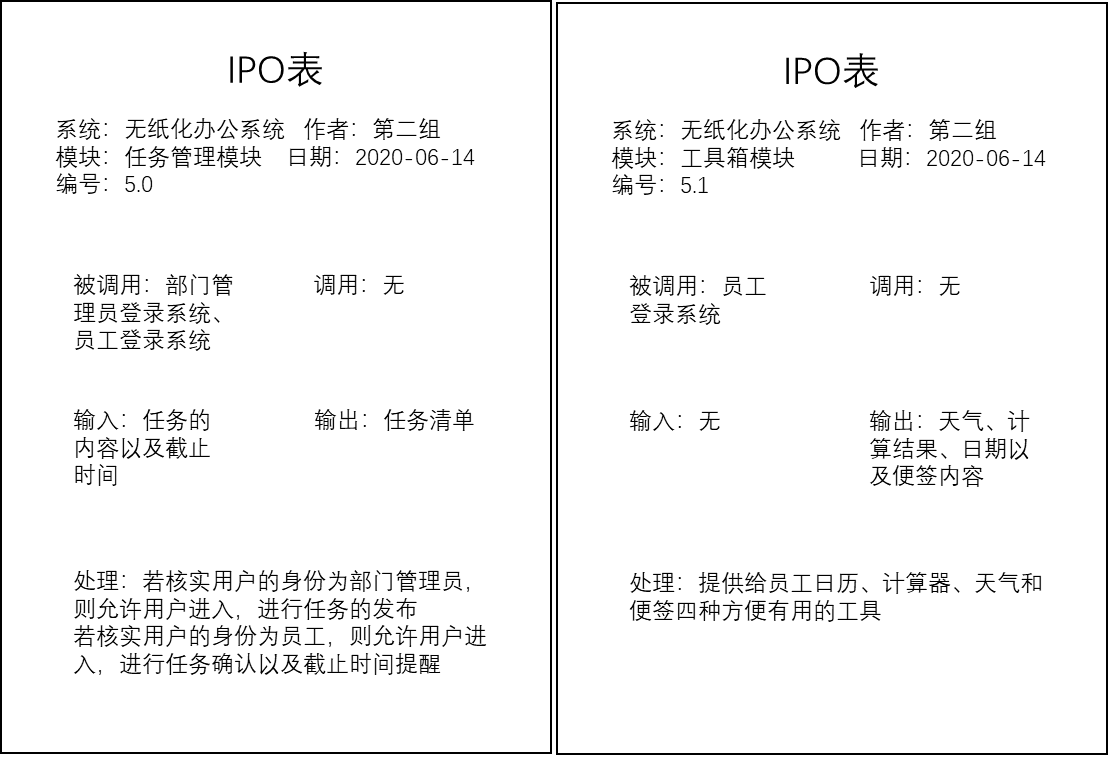 IPO表
系统：无纸化办公系统 作者：第二组
模块：任务管理模块 日期：2020-06-14
编号：5.0
被调用：部门管
理员登录系统、
员工登录系统
调用：无
输入：任务的
内容以及截止
时间
输出：任务清单
处理：若核实用户的身份为部门管理员，
则允许用户进入，进行任务的发布
若核实用户的身份为员工，则允许用户进
入，进行任务确认以及截止时间提醒
IPO表
系统：无纸化办公系统 作者：第二组
模块：工具箱模块 日期：2020-06-14
编号：5.1
被调用：员工
登录系统
调用：无
输入：无
输出：天气、计
算结果、日期以
及便签内容
处理：提供给员工日历、计算器、天气和
便签四种方便有用的工具